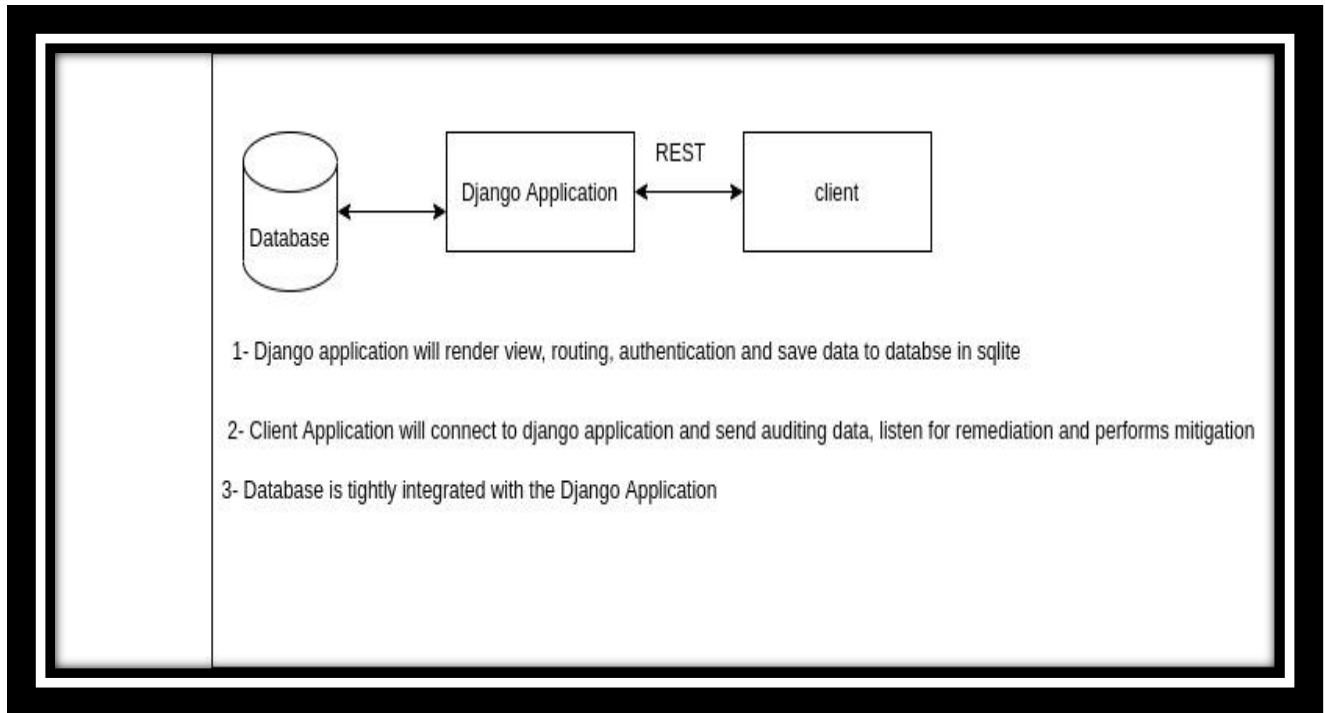 REST
Database
Django Application
client
1- Django application will render view, routing, authentication and save data to databse in sqlite
2- Client Application will connect to django application and send auditing data, listen for remediation and performs mitigation
3- Database is tightly integrated with the Django Application